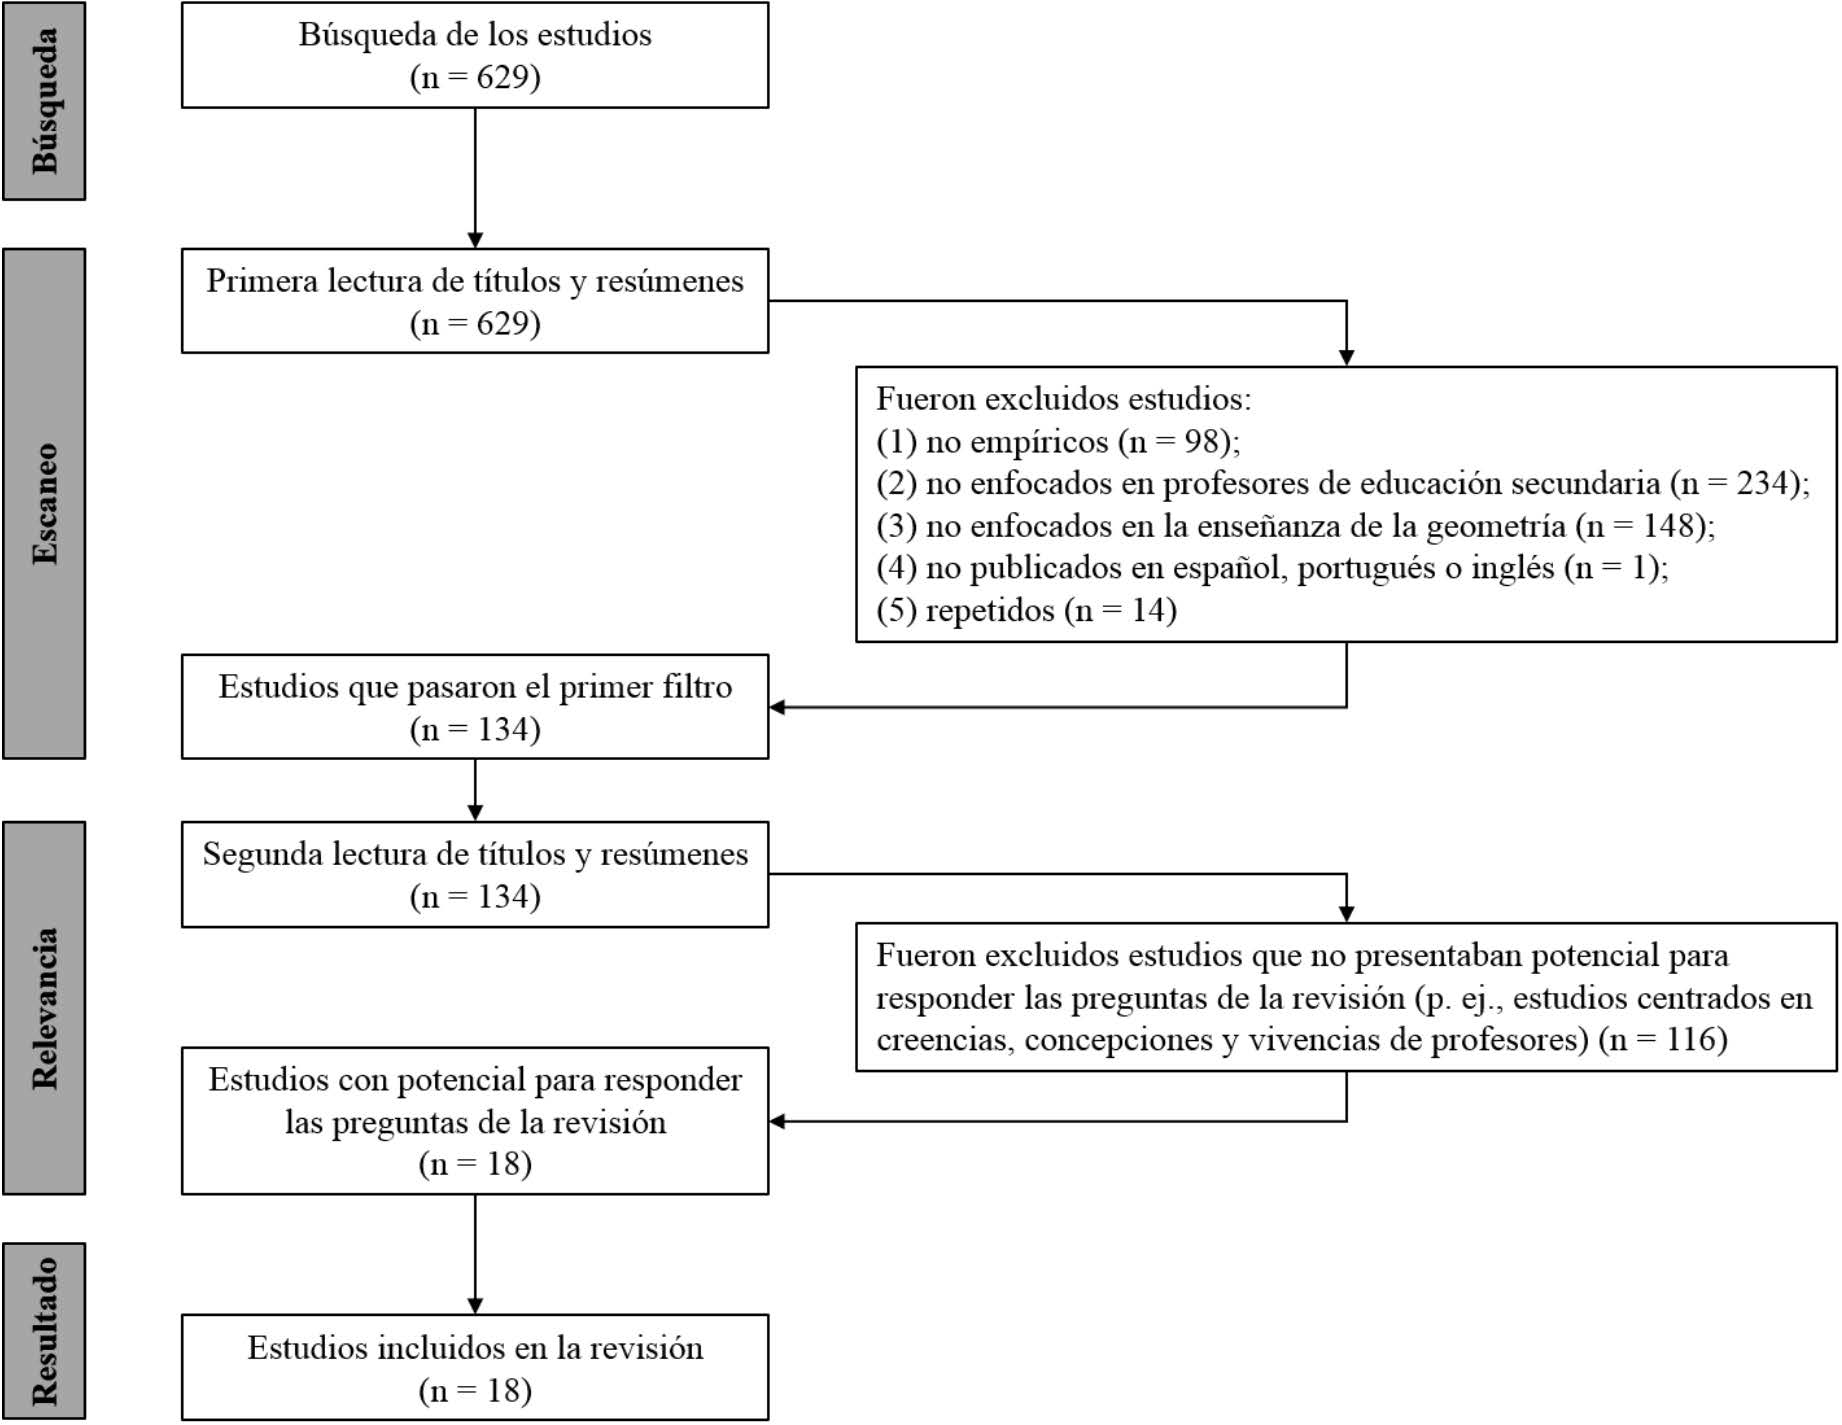 Búsqueda
Búsqueda de los estudios
(n = 629)
Escaneo
Primera lectura de títulos y resúmenes
(n = 629)
Fueron excluidos estudios:
(1) no empíricos (n = 98);
(2) no enfocados en profesores de educación secundaria (n = 234);
(3) no enfocados en la enseñanza de la geometría (n = 148);
(4) no publicados en español, portugués o inglés (n = 1);
(5) repetidos (n = 14)
Estudios que pasaron el primer filtro
(n = 134)
Relevancia
Segunda lectura de títulos y resúmenes
(n = 134)
Fueron excluidos estudios que no presentaban potencial para
responder las preguntas de la revisión (p. ej., estudios centrados en
creencias, concepciones y vivencias de profesores) (n = 116)
Estudios con potencial para responder
las preguntas de la revisión
(n = 18)
Resultado
Estudios incluidos en la revisión
(n = 18)